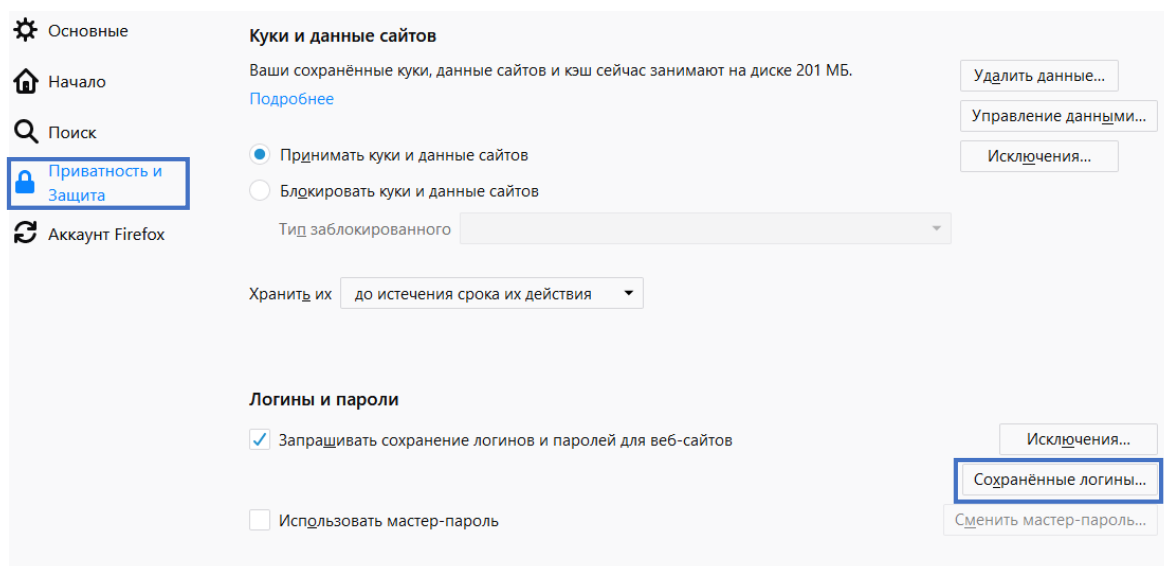 Основные
Начало
Поиск
Приватность и
Защита
Аккаунт Firefox
Куки и данные сайтов
Ваши сохранённые куки, данные сайтов и кэш сейчас занимают на диске 201 МБ.
Подробнее
Удалить данные...
Управление данными...
Исключения...
Принимать куки и данные сайтов
Блокировать куки и данные сайтов
Тип заблокированного
Хранить их до истечения срока их действия
Логины и пароли
Запрашивать сохранение логинов и паролей для веб-сайтов
Исключения...
Сохранённые логины...
Использовать мастер-пароль
Сменить мастер-пароль...